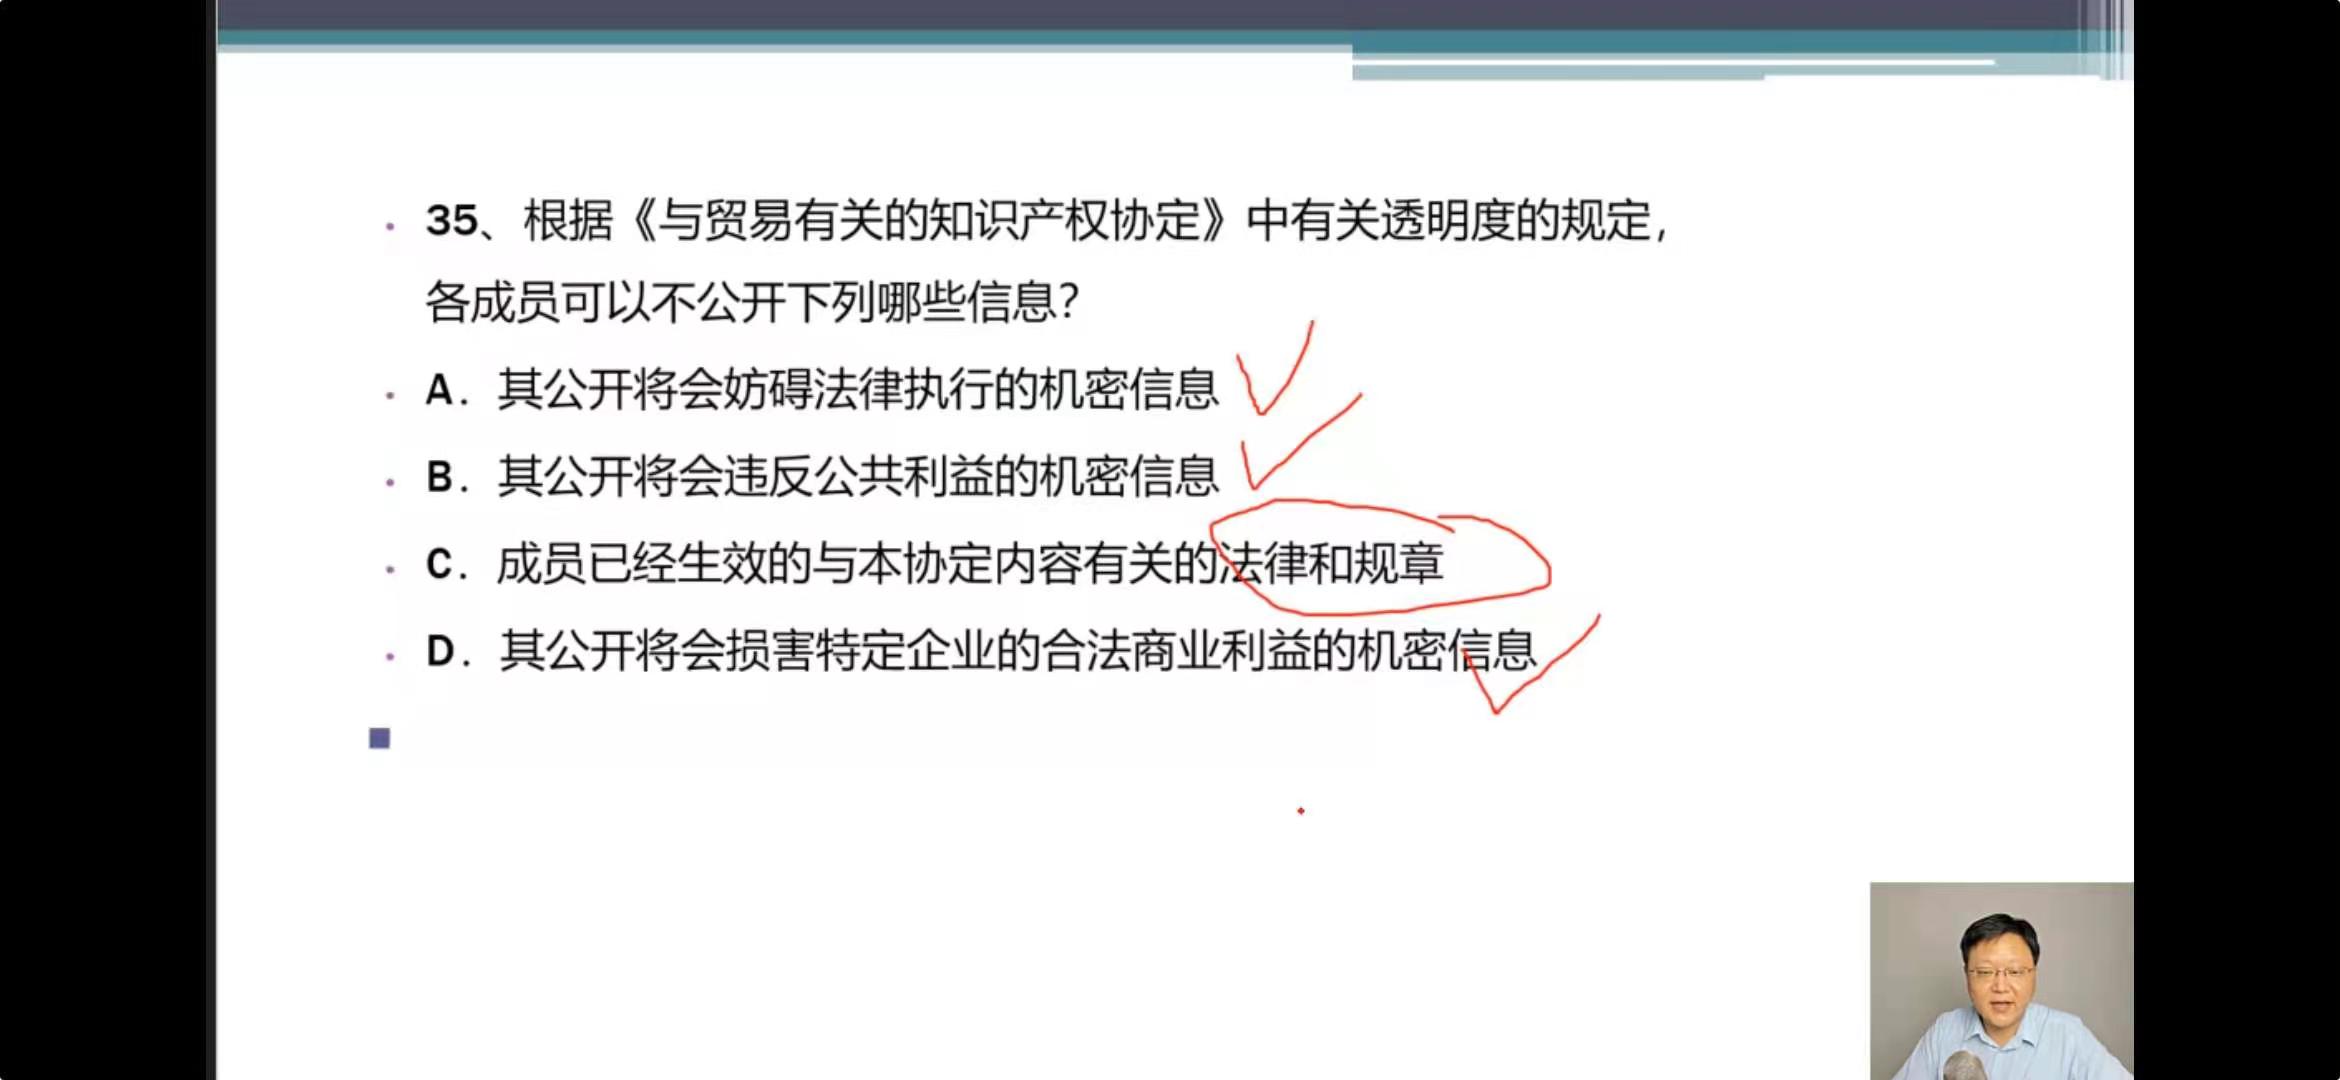 35、根据《与贸易有关的知识产权协定》中有关透明度的规定，
各成员可以不公开下列哪些信息？
A．其公开将会妨碍法律执行的机密信息
B．其公开将会违反公共利益的机密信息
C．成员已经生效的与本协定内容有关的法律和规章
D．其公开将会损害特定企业的合法商业利益的机密信息